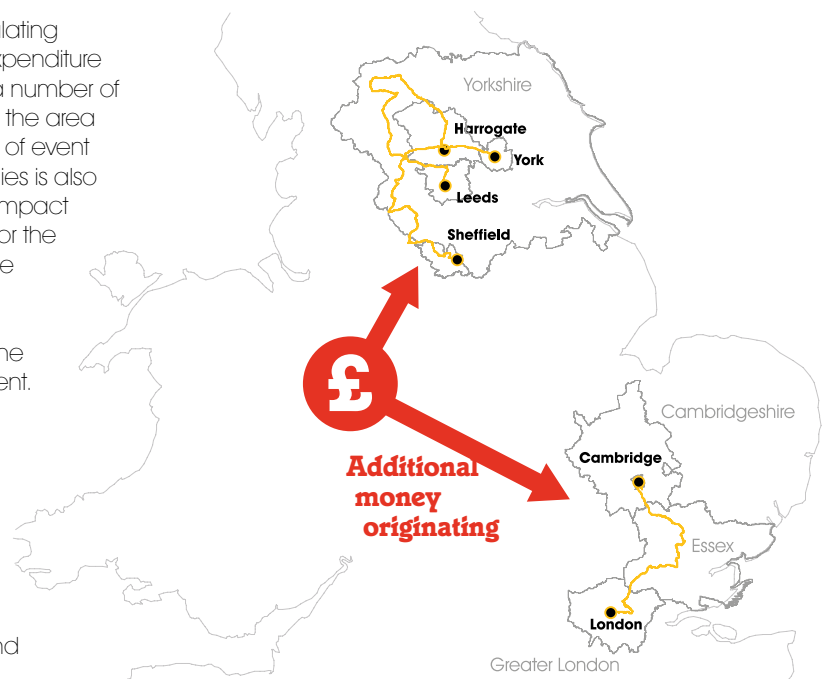 lating
penditure
a number of
the area
of event
ies is also
mpact
or the
e
he
ent.
nd
Yorkshire
Harrogate
York
Leeds
Sheffield
£
Additional
money
originating
Cambridgeshire
Cambridge
Essex
London
Greater London